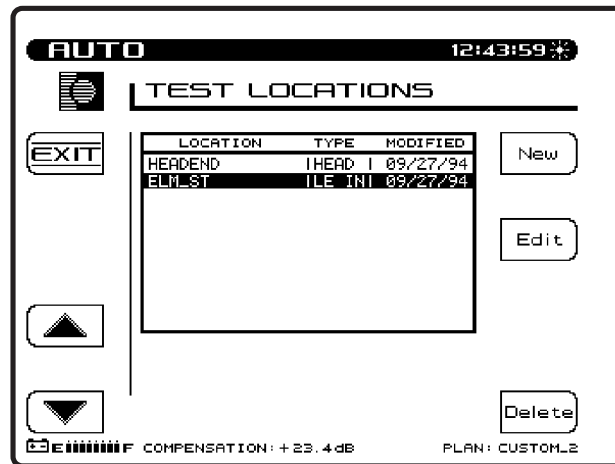 AUTO 12:43:59
TEST LOCATIONS
EXIT
LOCATION TYPE MODIFIED
HEADEND |HEAD | 09/27/94
ELM_ST |LE IN| 09/27/94
New
Edit
Delete
E F COMPENSATION:+23.4dB PLAN: CUSTOM_2